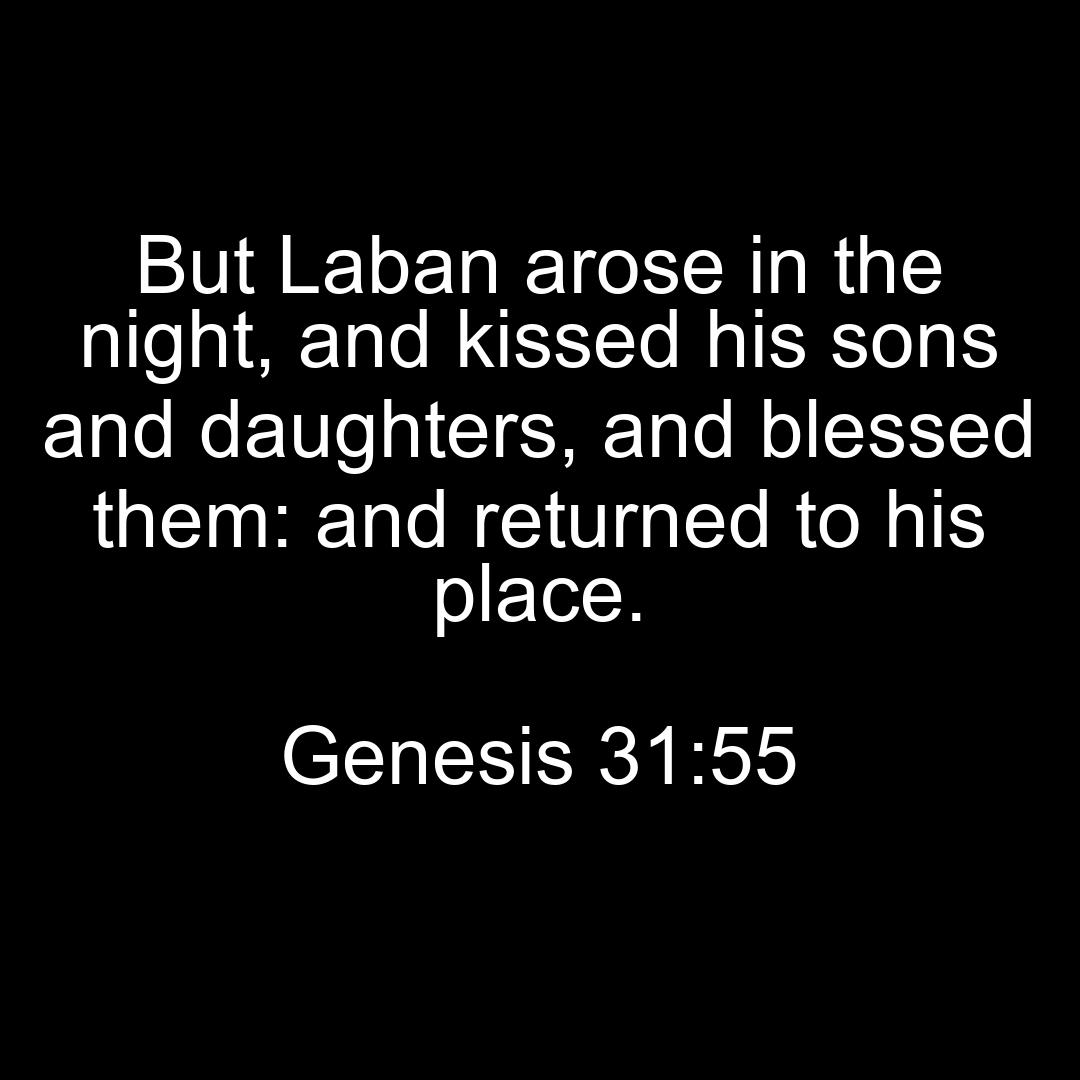 But Laban arose in the
night, and kissed his sons
and daughters, and blessed
them: and returned to his
place.
Genesis 31:55